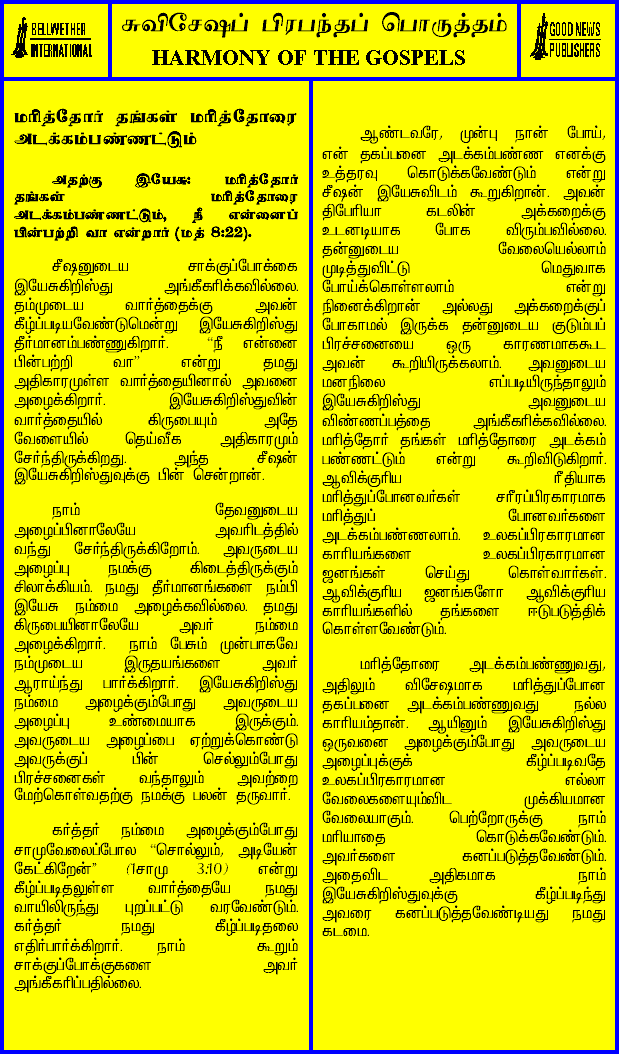 BELLWETHER
INTERNATIONAL
சுவிசேஷப் பிரபந்தப் பொருத்தம்
HARMONY OF THE GOSPELS
GOOD NEWS
PUBLISHERS
மரித்தோர் தங்கள் மரித்தோரை
அடக்கம்பண்ணட்டும்
அதற்கு இயேசு: மரித்தோர்
தங்கள் மரித்தோரை
அடக்கம்பண்ணட்டும், நீ என்னைப்
பின்பற்றி வா என்றார் (மத் 8:22).
சீஷனுடைய சாக்குப்போக்கை
இயேசுகிறிஸ்து அங்கீகரிக்கவில்லை.
தம்முடைய வார்த்தைக்கு அவன்
கீழ்ப்படியவேண்டுமென்று இயேசுகிறிஸ்து
தீர்மானம்பண்ணுகிறார். “நீ என்னை
பின்பற்றி வா” என்று தமது
அதிகாரமுள்ள வார்த்தையினால் அவனை
அழைக்கிறார். இயேசுகிறிஸ்துவின்
வார்த்தையில் கிருபையும் அதே
வேளையில் தெய்வீக அதிகாரமும்
சேர்ந்திருக்கிறது. அந்த சீஷன்
இயேசுகிறிஸ்துவுக்கு பின் சென்றான்.
நாம் தேவனுடைய
அழைப்பினாலேயே அவரிடத்தில்
வந்து சேர்ந்திருக்கிறோம். அவருடைய
அழைப்பு நமக்கு கிடைத்திருக்கும்
சிலாக்கியம். நமது தீர்மானங்களை நம்பி
இயேசு நம்மை அழைக்கவில்லை. தமது
கிருபையினாலேயே அவர் நம்மை
அழைக்கிறார். நாம் பேசும் முன்பாகவே
நம்முடைய இருதயங்களை அவர்
ஆராய்ந்து பார்க்கிறார். இயேசுகிறிஸ்து
நம்மை அழைக்கும்போது அவருடைய
அழைப்பு உண்மையாக இருக்கும்.
அவருடைய அழைப்பை ஏற்றுக்கொண்டு
அவருக்குப் பின் செல்லும்போது
பிரச்சனைகள் வந்தாலும் அவற்றை
மேற்கொள்வதற்கு நமக்கு பலன் தருவார்.
கர்த்தர் நம்மை அழைக்கும்போது
சாமுவேலைப்போல “சொல்லும், அடியேன்
கேட்கிறேன்” (1சாமு 3:10) என்று
கீழ்ப்படிதலுள்ள வார்த்தையே நமது
வாயிலிருந்து புறப்பட்டு வரவேண்டும்.
கர்த்தர் நமது கீழ்ப்படிதலை
எதிர்பார்க்கிறார். நாம் கூறும்
சாக்குப்போக்குகளை அவர்
அங்கீகரிப்பதில்லை.
ஆண்டவரே, முன்பு நான் போய்,
என் தகப்பனை அடக்கம்பண்ண எனக்கு
உத்தரவு கொடுக்கவேண்டும் என்று
சீஷன் இயேசுவிடம் கூறுகிறான். அவன்
திபேரியா கடலின் அக்கறைக்கு
உடனடியாக போக விரும்பவில்லை.
தன்னுடைய வேலையெல்லாம்
முடித்துவிட்டு மெதுவாக
போய்க்கொள்ளலாம் என்று
நினைக்கிறான் அல்லது அக்கறைக்குப்
போகாமல் இருக்க தன்னுடைய குடும்பப்
பிரச்சனையை ஒரு காரணமாககூட
அவன் கூறியிருக்கலாம். அவனுடைய
மனநிலை எப்படியிருந்தாலும்
இயேசுகிறிஸ்து அவனுடைய
விண்ணப்பத்தை அங்கீகரிக்கவில்லை.
மரித்தோர் தங்கள் மரித்தோரை அடக்கம்
பண்ணட்டும் என்று கூறிவிடுகிறார்.
ஆவிக்குரிய ரீதியாக
மரித்துப்போனவர்கள் சரீரப்பிரகாரமாக
மரித்துப் போனவர்களை
அடக்கம்பண்ணலாம். உலகப்பிரகாரமான
காரியங்களை உலகப்பிரகாரமான
ஜனங்கள் செய்து கொள்வார்கள்.
ஆவிக்குரிய ஜனங்களோ ஆவிக்குரிய
காரியங்களில் தங்களை ஈடுபடுத்திக்
கொள்ளவேண்டும்.
மரித்தோரை அடக்கம்பண்ணுவது,
அதிலும் விசேஷமாக மரித்துப்போன
தகப்பனை அடக்கம்பண்ணுவது நல்ல
காரியம்தான். ஆயினும் இயேசுகிறிஸ்து
ஒருவனை அழைக்கும்போது அவருடைய
அழைப்புக்குக் கீழ்ப்படிவதே
உலகப்பிரகாரமான எல்லா
வேலைகளையும்விட முக்கியமான
வேலையாகும். பெற்றோருக்கு நாம்
மரியாதை கொடுக்கவேண்டும்.
அவர்களை கனப்படுத்தவேண்டும்.
அதைவிட அதிகமாக நாம்
இயேசுகிறிஸ்துவுக்கு கீழ்ப்படிந்து
அவரை கனப்படுத்தவேண்டியது நமது
கடமை.